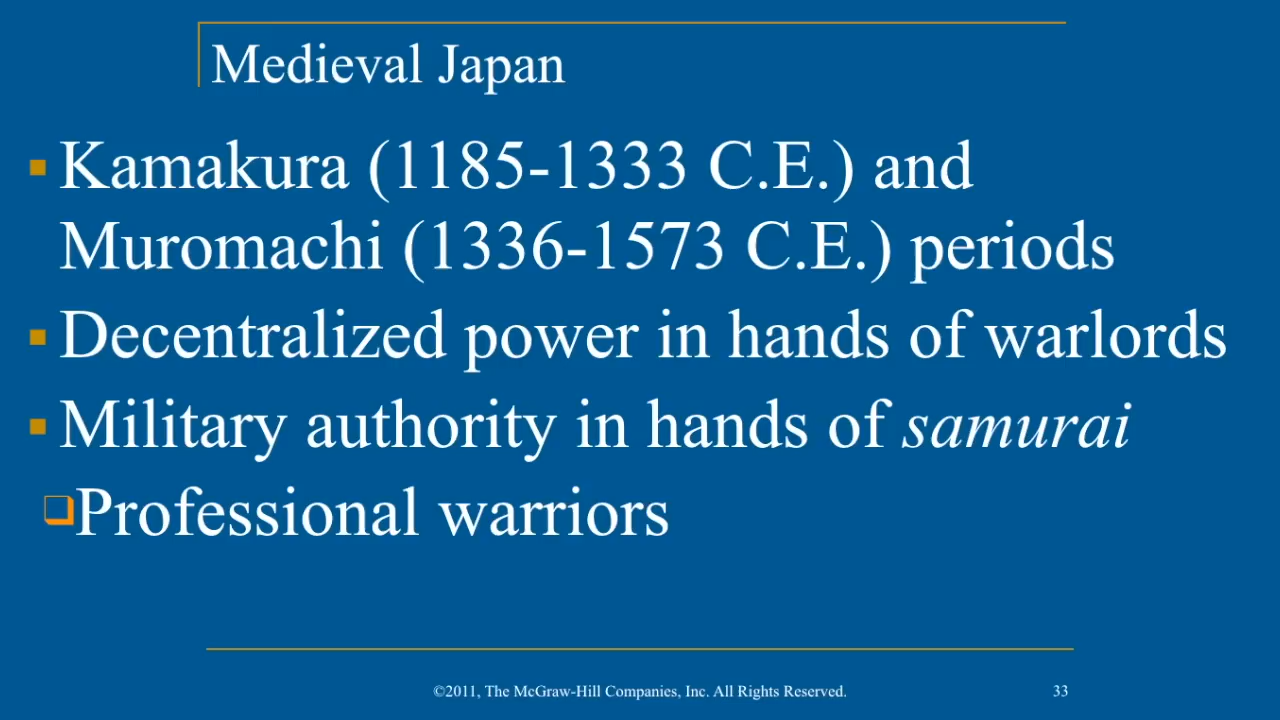 Medieval Japan
Kamakura (1185-1333 C.E.) and
Muromachi (1336-1573 C.E.) periods
Decentralized power in hands of warlords
Military authority in hands of samurai
Professional warriors
©2011, The McGraw-Hill Companies, Inc. All Rights Reserved.
33